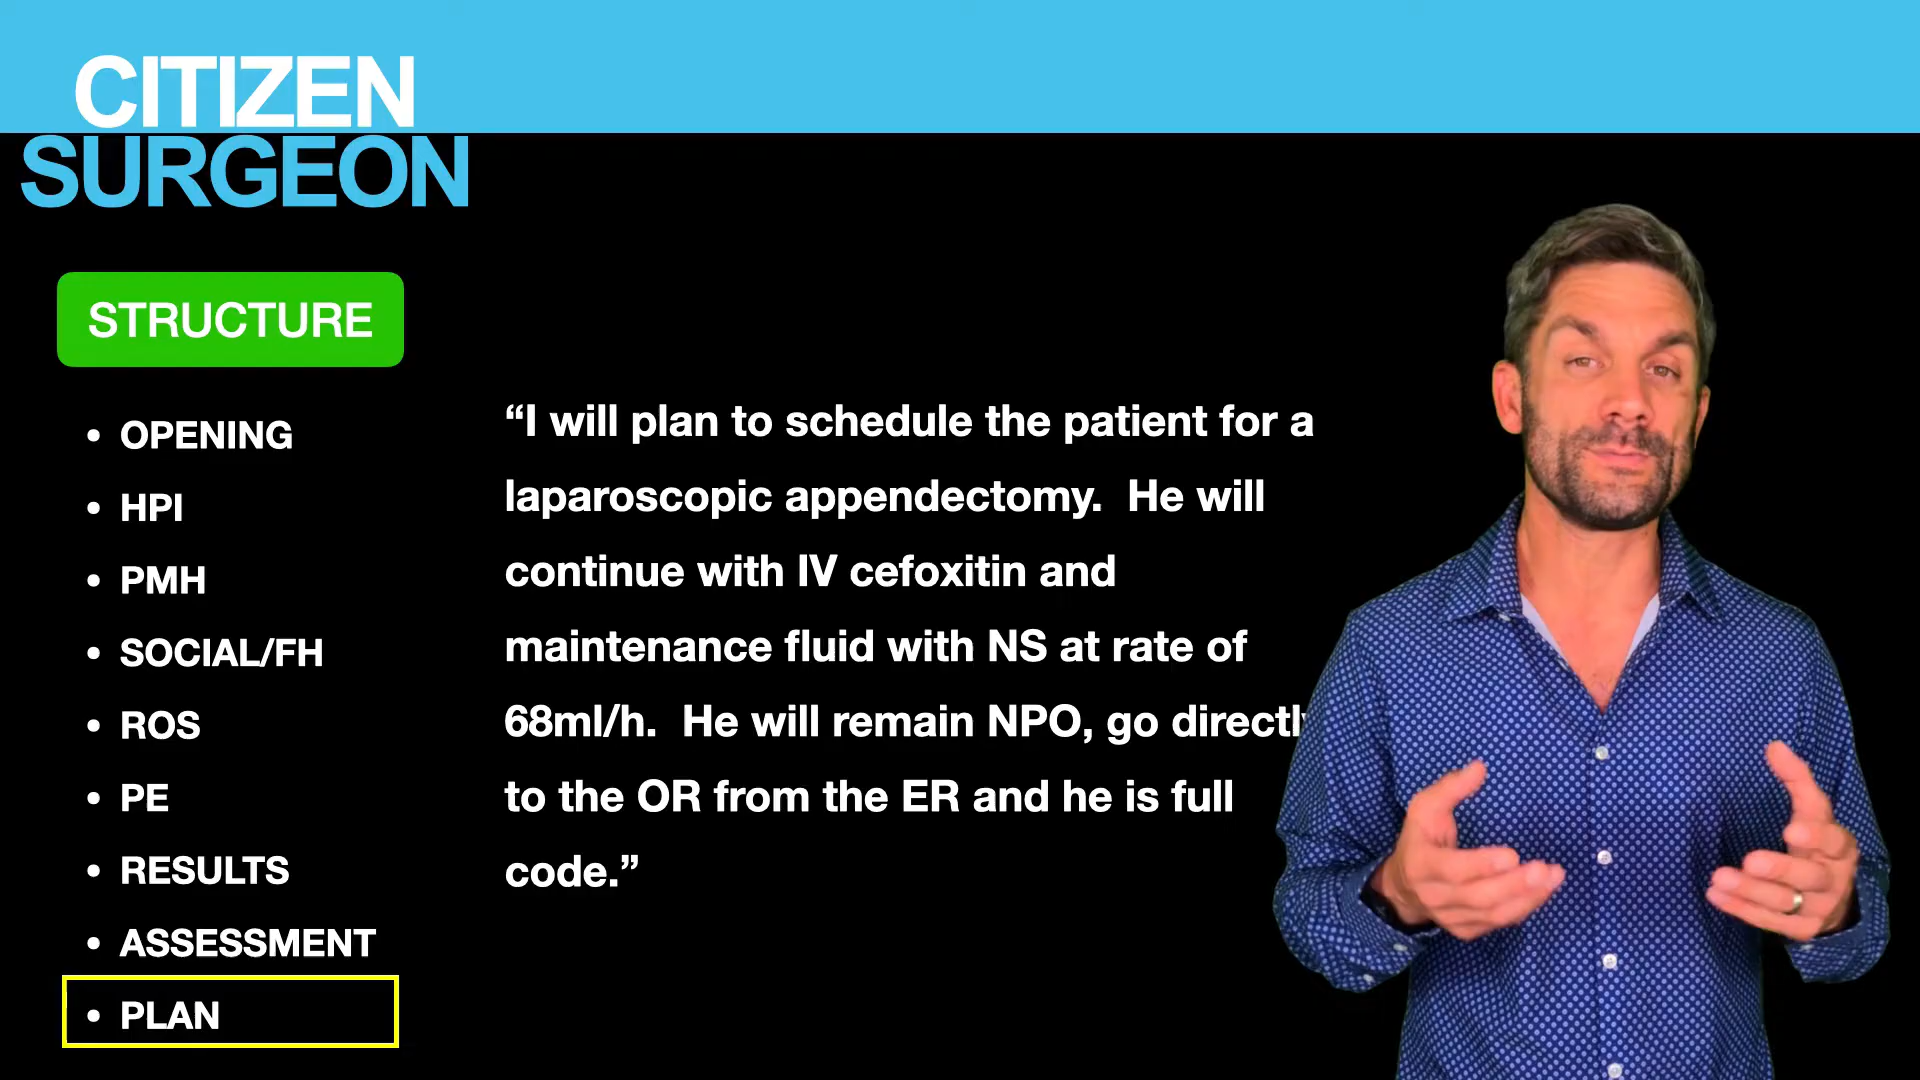 CITIZEN
SURGEON
STRUCTURE
• OPENING
• HPI
• PMH
• SOCIAL/FH
• ROS
• PE
• RESULTS
• ASSESSMENT
• PLAN
“I will plan to schedule the patient for a
laparoscopic appendectomy. He will
continue with IV cefoxitin and
maintenance fluid with NS at rate of
68ml/h. He will remain NPO, go directly
to the OR from the ER and he is full
code.”